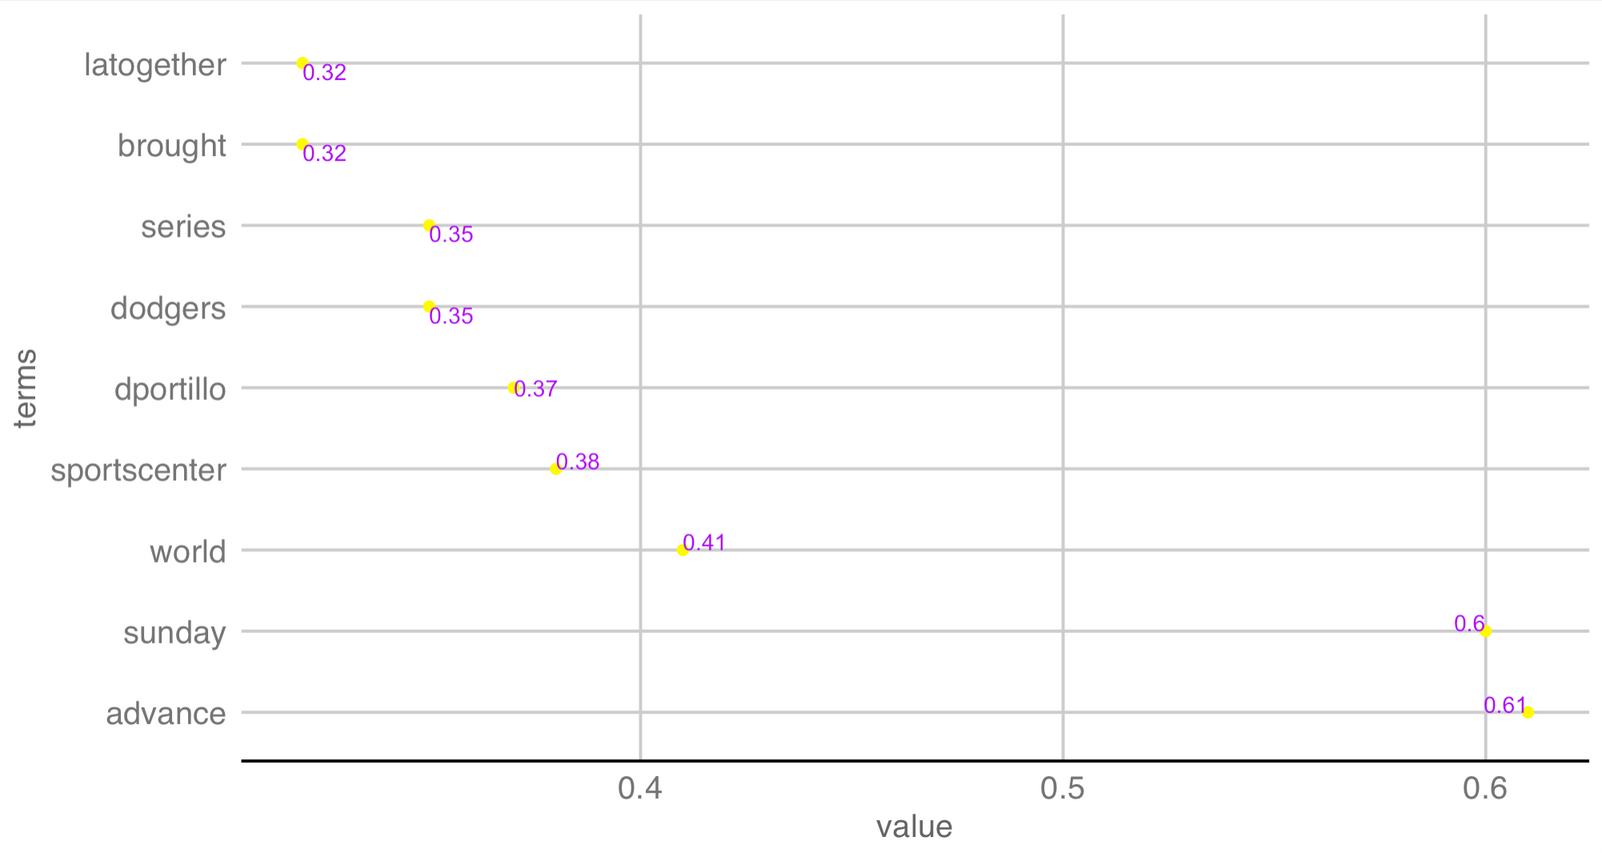 latogether
0.32
brought
0.32
series
0.35
dodgers
0.35
dportillo
0.37
sportscenter
0.38
world
0.41
sunday
0.6
advance
0.61
terms
0.4 0.5 0.6
value